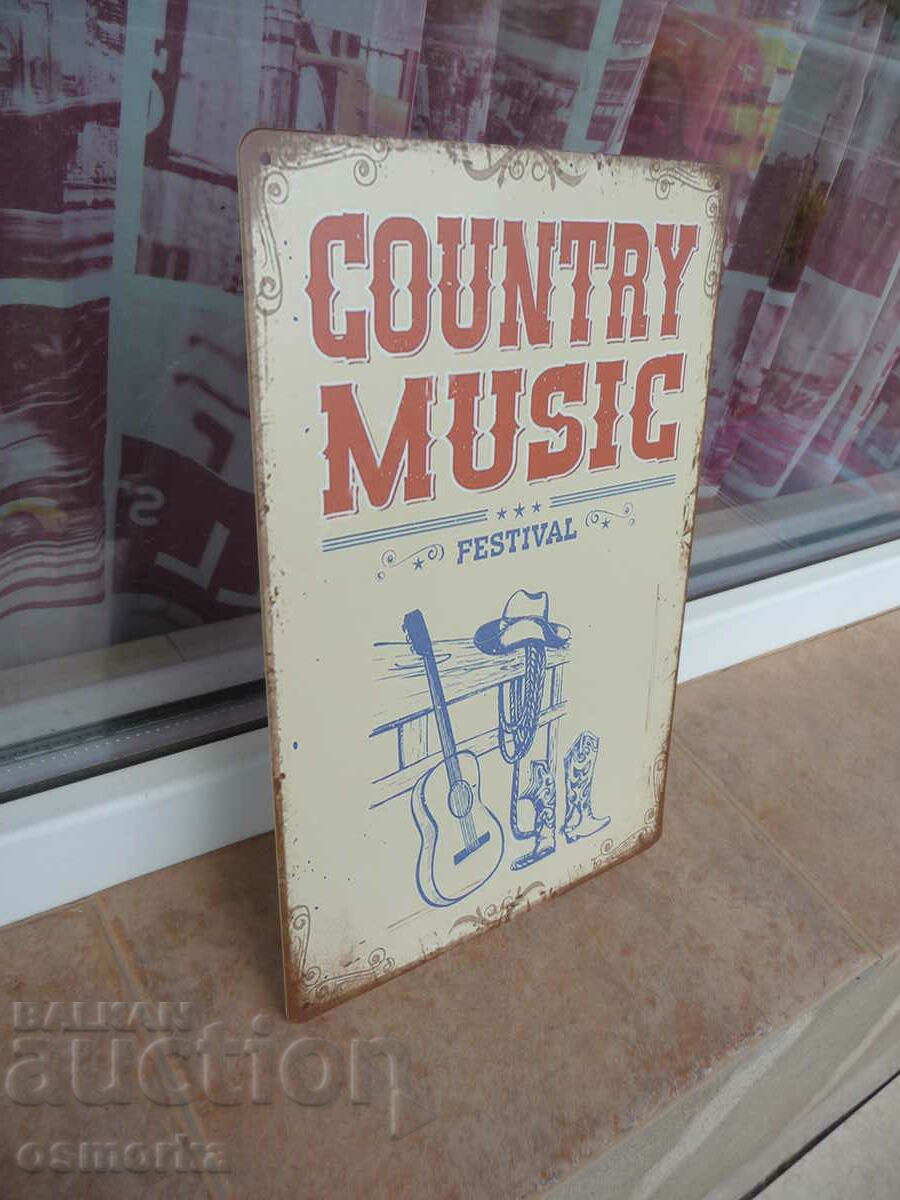 COUNTRY
MUSIC
★★★
FESTIVAL
S
L
BALKAN
auction
osmorka